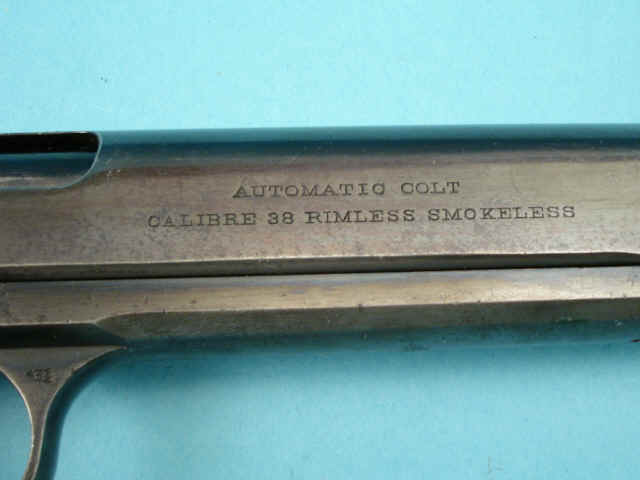 AUTOMATIC COLT
CALIBRE 38 RIMLESS SMOKELESS